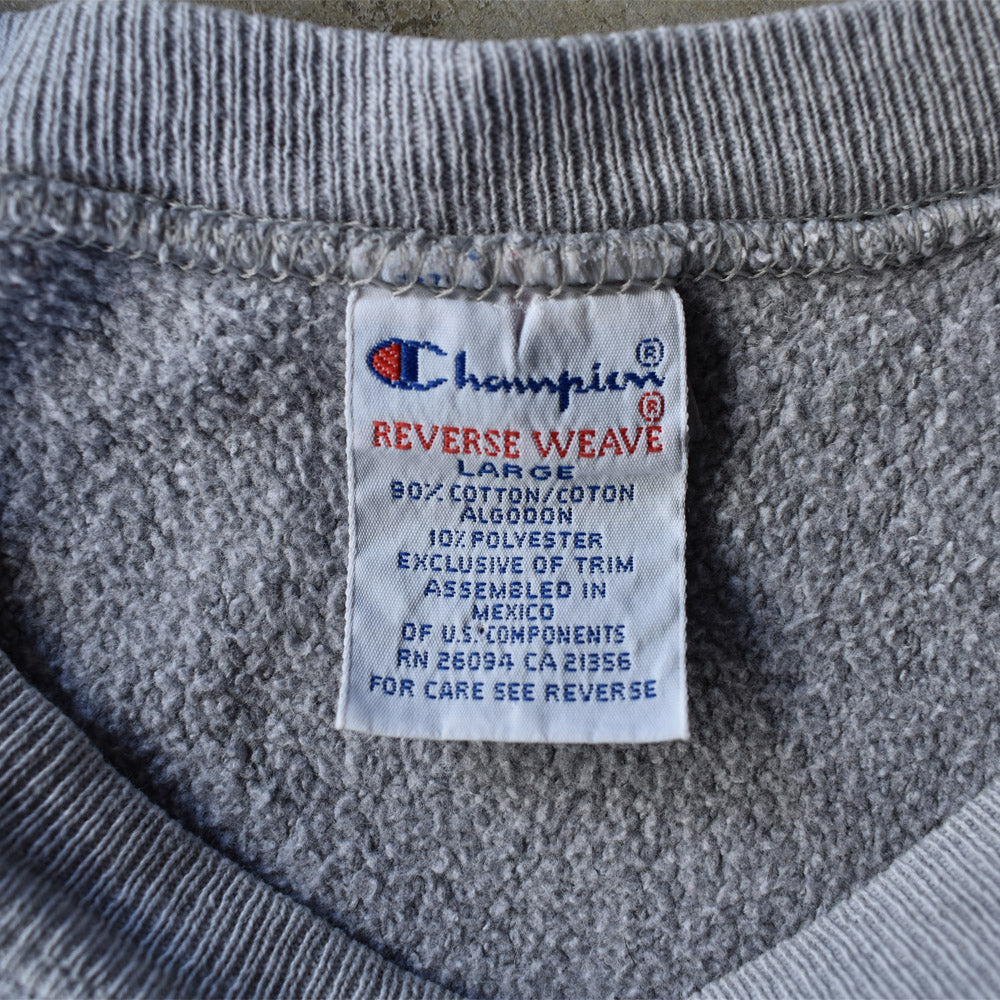 Champion®
REVERSE WEAVE®
LARGE
90% COTTON/COTON
ALGODON
10% POLYESTER
EXCLUSIVE OF TRIM
ASSEMBLED IN
MEXICO
OF U.S. COMPONENTS
RN 26094 CA 21356
FOR CARE SEE REVERSE